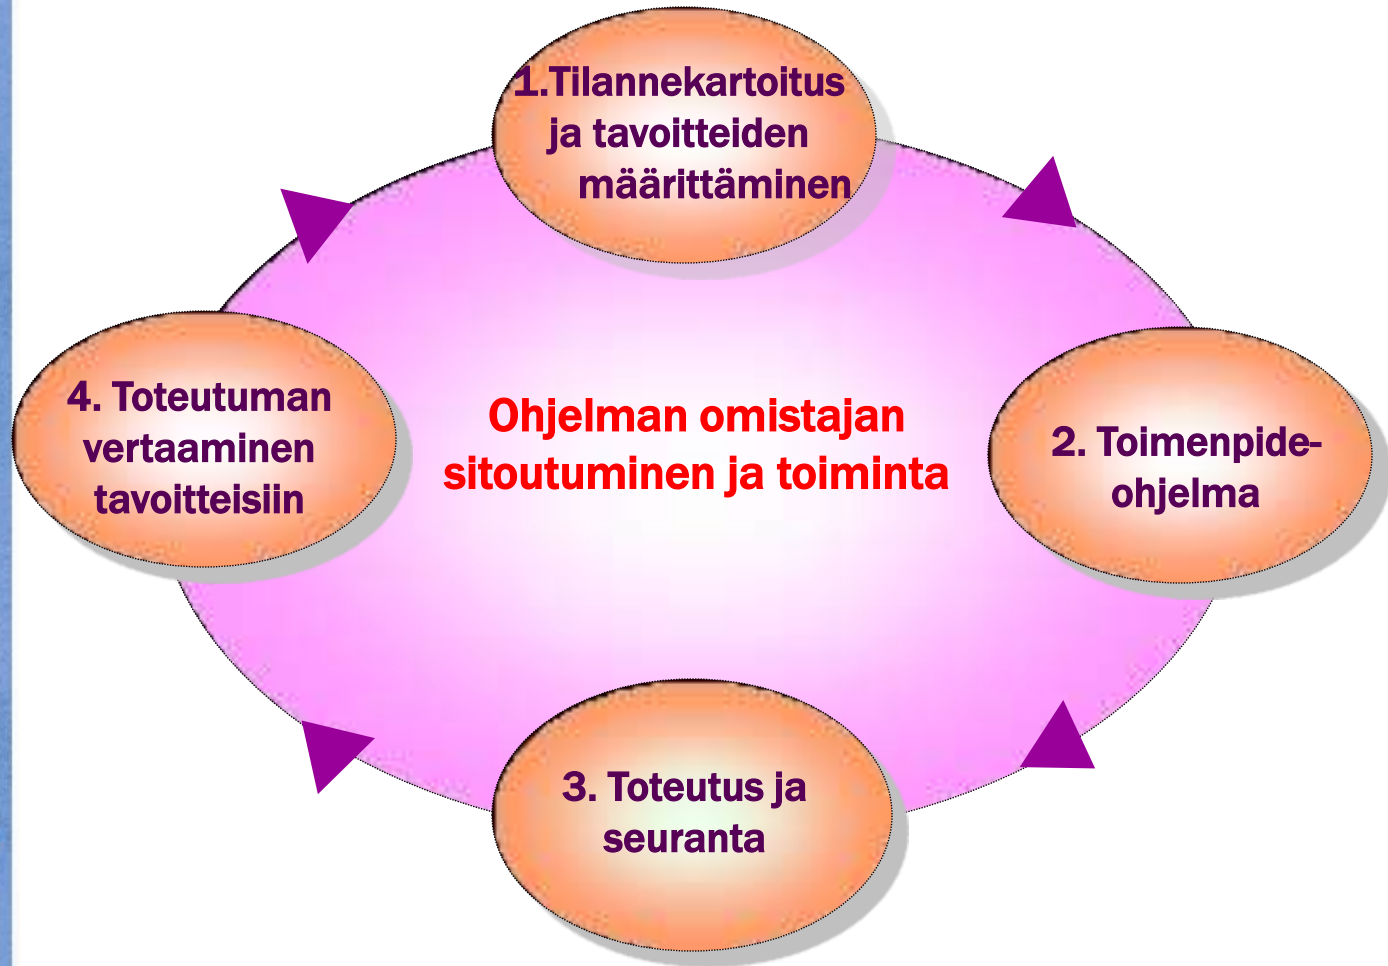 1.Tilannekartoitus
ja tavoitteiden
määrittäminen
4. Toteutuman
vertaaminen
tavoitteisiin
Ohjelman omistajan
sitoutuminen ja toiminta
2. Toimenpide-
ohjelma
3. Toteutus ja
seuranta